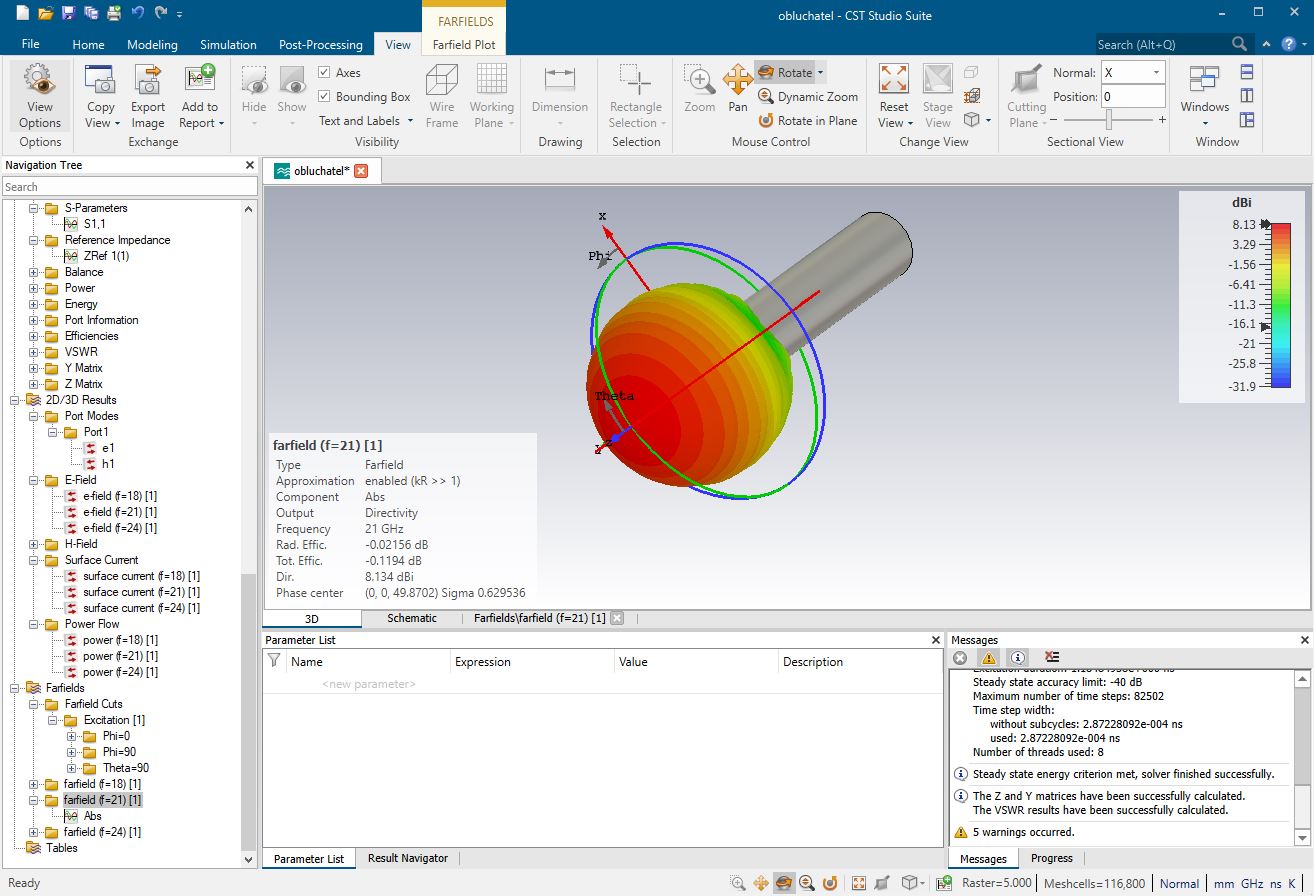 FARFIELDS
obluchatel - CST Studio Suite
File Home Modeling Simulation Post-Processing View Farfield Plot
Search (Alt+Q)
View Options
Copy View
Export Image
Add to Report
Hide
Show
Axes
Bounding Box
Text and Labels
Wire Frame
Working Plane
Dimension
Rectangle Selection
Zoom
Pan
Rotate
Dynamic Zoom
Rotate in Plane
Reset View
Stage View
Cutting Plane
Normal: X
Position: 0
Windows
Options Exchange Visibility Drawing Selection Mouse Control Change View Sectional View Window
Navigation Tree
Search
S-Parameters
S1,1
Reference Impedance
ZRef 1(1)
Balance
Power
Energy
Port Information
Efficiencies
VSWR
Y Matrix
Z Matrix
2D/3D Results
Port Modes
Port1
e1
h1
E-Field
e-field (f=18) [1]
e-field (f=21) [1]
e-field (f=24) [1]
H-Field
Surface Current
surface current (f=18) [1]
surface current (f=21) [1]
surface current (f=24) [1]
Power Flow
power (f=18) [1]
power (f=21) [1]
power (f=24) [1]
Farfields
Farfield Cuts
Excitation [1]
Phi=0
Phi=90
Theta=90
farfield (f=18) [1]
farfield (f=21) [1]
Abs
farfield (f=24) [1]
Tables
obluchatel*
x
Phi
Theta
z
y
dBi
8.13
3.29
-1.56
-6.41
-11.3
-16.1
-21
-25.8
-31.9
farfield (f=21) [1]
Type Farfield
Approximation enabled (kR >> 1)
Component Abs
Output Directivity
Frequency 21 GHz
Rad. Effic. -0.02156 dB
Tot. Effic. -0.1194 dB
Dir. 8.134 dBi
Phase center (0, 0, 49.8702) Sigma 0.629536
3D Schematic Farfields\farfield (f=21) [1]
Parameter List
Name Expression Value Description
<new parameter>
Parameter List Result Navigator
Messages
Steady state accuracy limit: -40 dB
Maximum number of time steps: 82502
Time step width:
without subcycles: 2.87228092e-004 ns
used: 2.87228092e-004 ns
Number of threads used: 8
Steady state energy criterion met, solver finished successfully.
The Z and Y matrices have been successfully calculated.
The VSWR results have been successfully calculated.
5 warnings occurred.
Messages Progress
Ready
Raster=5.000 Meshcells=116,800 Normal mm GHz ns K